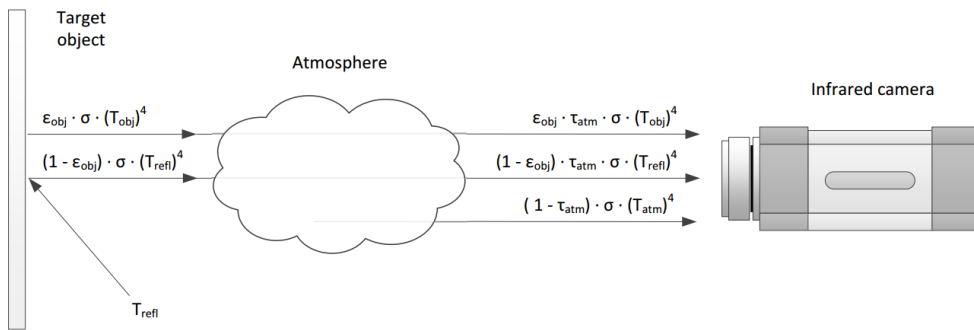 Target
object
Atmosphere
Infrared camera
εobj · σ · (Tobj)⁴
εobj · τatm · σ · (Tobj)⁴
(1 - εobj) · σ · (Trefl)⁴
(1 - εobj) · τatm · σ · (Trefl)⁴
( 1 - τatm) · σ · (Tatm)⁴
Trefl